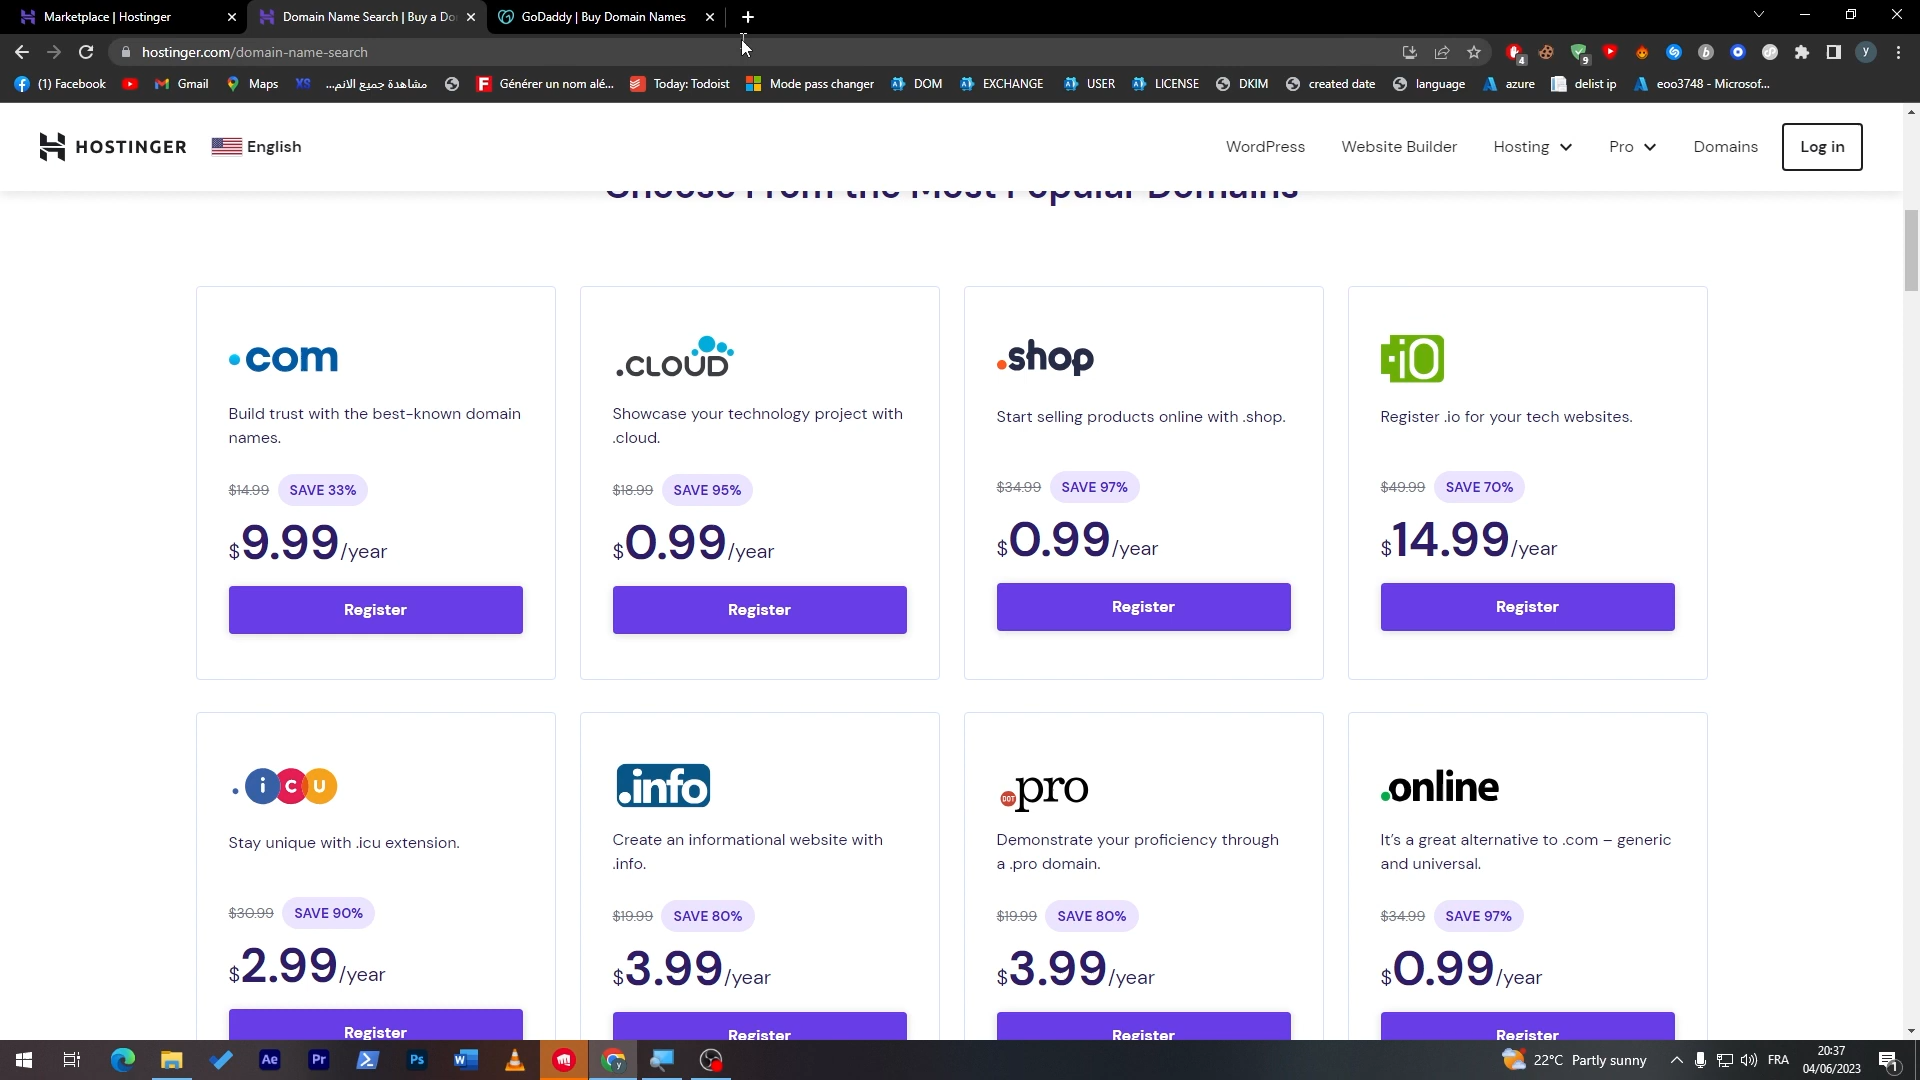 Marketplace | Hostinger
Domain Name Search | Buy a Do
GoDaddy | Buy Domain Names
hostinger.com/domain-name-search
4
9
y
(1) Facebook
Gmail
Maps
مشاهدة جميع الانم...
Générer un nom alé...
Today: Todoist
Mode pass changer
DOM
EXCHANGE
USER
LICENSE
DKIM
created date
language
azure
delist ip
eoo3748 - Microsof...
HOSTINGER
English
WordPress
Website Builder
Hosting
Pro
Domains
Log in
Choose From the Most Popular Domains
.com
Build trust with the best-known domain
names.
$14.99 SAVE 33%
$9.99/year
Register
.CLOUD
Showcase your technology project with
.cloud.
$18.99 SAVE 95%
$0.99/year
Register
.shop
Start selling products online with .shop.
$34.99 SAVE 97%
$0.99/year
Register
.iO
Register .io for your tech websites.
$49.99 SAVE 70%
$14.99/year
Register
.icu
Stay unique with .icu extension.
$30.99 SAVE 90%
$2.99/year
Register
.info
Create an informational website with
.info.
$19.99 SAVE 80%
$3.99/year
Register
DOT pro
Demonstrate your proficiency through
a .pro domain.
$19.99 SAVE 80%
$3.99/year
Register
.online
It's a great alternative to .com – generic
and universal.
$34.99 SAVE 97%
$0.99/year
Register
Ae
Pr
Ps
W
22°C Partly sunny
FRA
20:37
04/06/2023
1